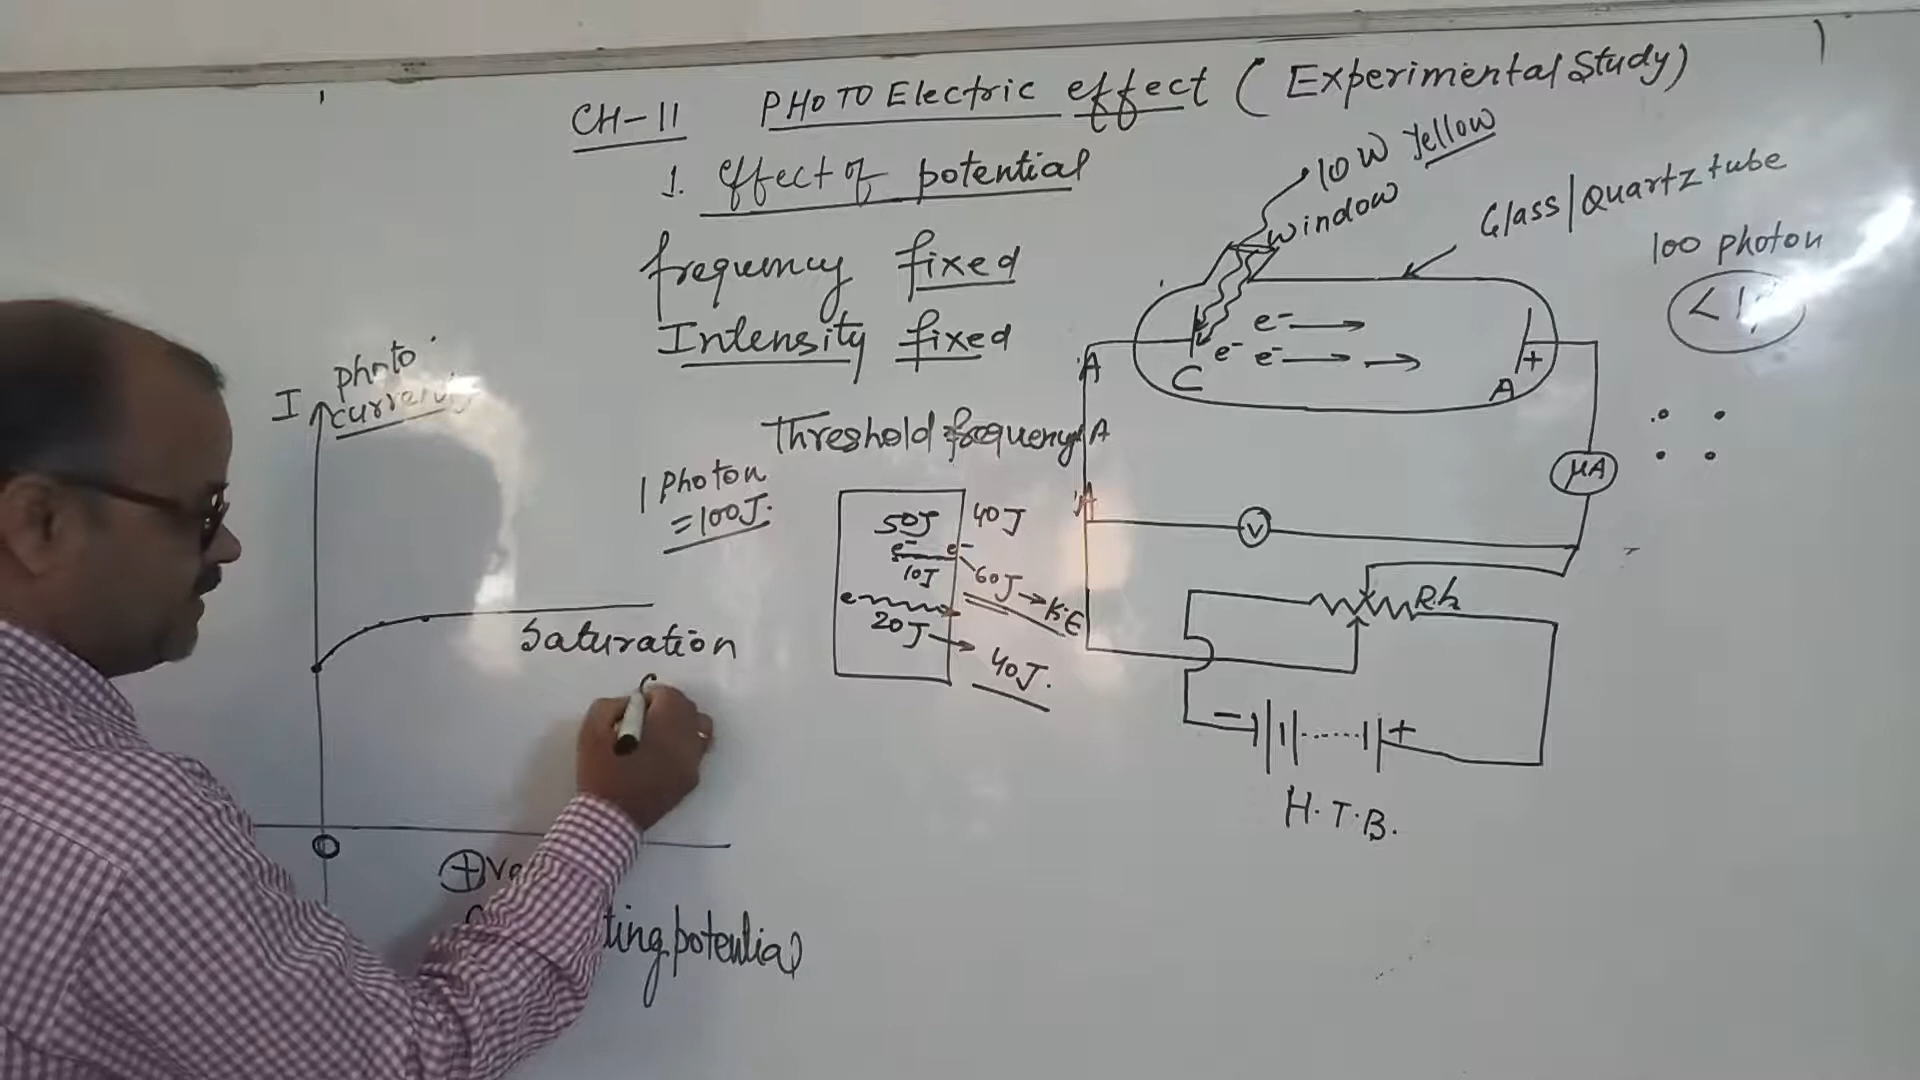 CH-11 PHOTO Electric effect ( Experimental Study)
1. Effect of potential
frequency fixed
Intensity fixed
Threshold frequency
1 Photon
=100J.
50J
40J
e-
e-
10J
60J → K.E
e
20J
40J.
I
photo
current
Saturation
O
+ve
potential
10W Yellow
window
Glass/Quartz tube
100 photon
e-
e-
e-
C
A
+
A
A
A
μA
V
Rh
-
+
H.T.B.